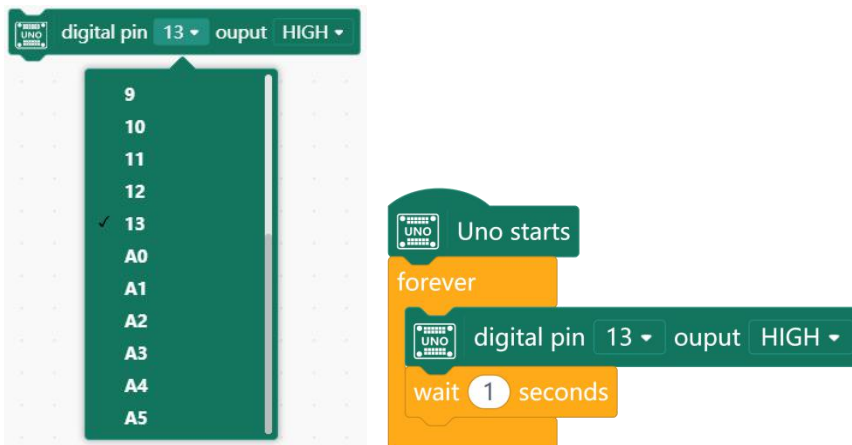 UNO digital pin 13 ouput HIGH
9
10
11
12
✓ 13
A0
A1
A2
A3
A4
A5
UNO Uno starts
forever
UNO digital pin 13 ouput HIGH
wait 1 seconds